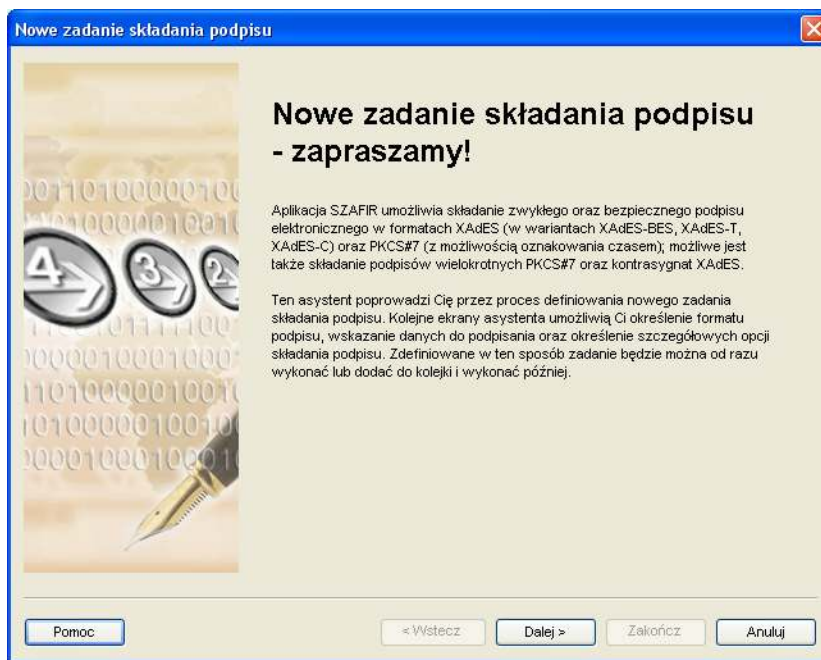 Nowe zadanie składania podpisu
Nowe zadanie składania podpisu
- zapraszamy!
Aplikacja SZAFIR umożliwia składanie zwykłego oraz bezpiecznego podpisu
elektronicznego w formatach XAdES (w wariantach XAdES-BES, XAdES-T,
XAdES-C) oraz PKCS#7 (z możliwością oznakowania czasem); możliwe jest
także składanie podpisów wielokrotnych PKCS#7 oraz kontrasygnat XAdES.
Ten asystent poprowadzi Cię przez proces definiowania nowego zadania
składania podpisu. Kolejne ekrany asystenta umożliwią Ci określenie formatu
podpisu, wskazanie danych do podpisania oraz określenie szczegółowych opcji
składania podpisu. Zdefiniowane w ten sposób zadanie będzie można od razu
wykonać lub dodać do kolejki i wykonać później.
4 3 2
Pomoc < Wstecz Dalej > Zakończ Anuluj